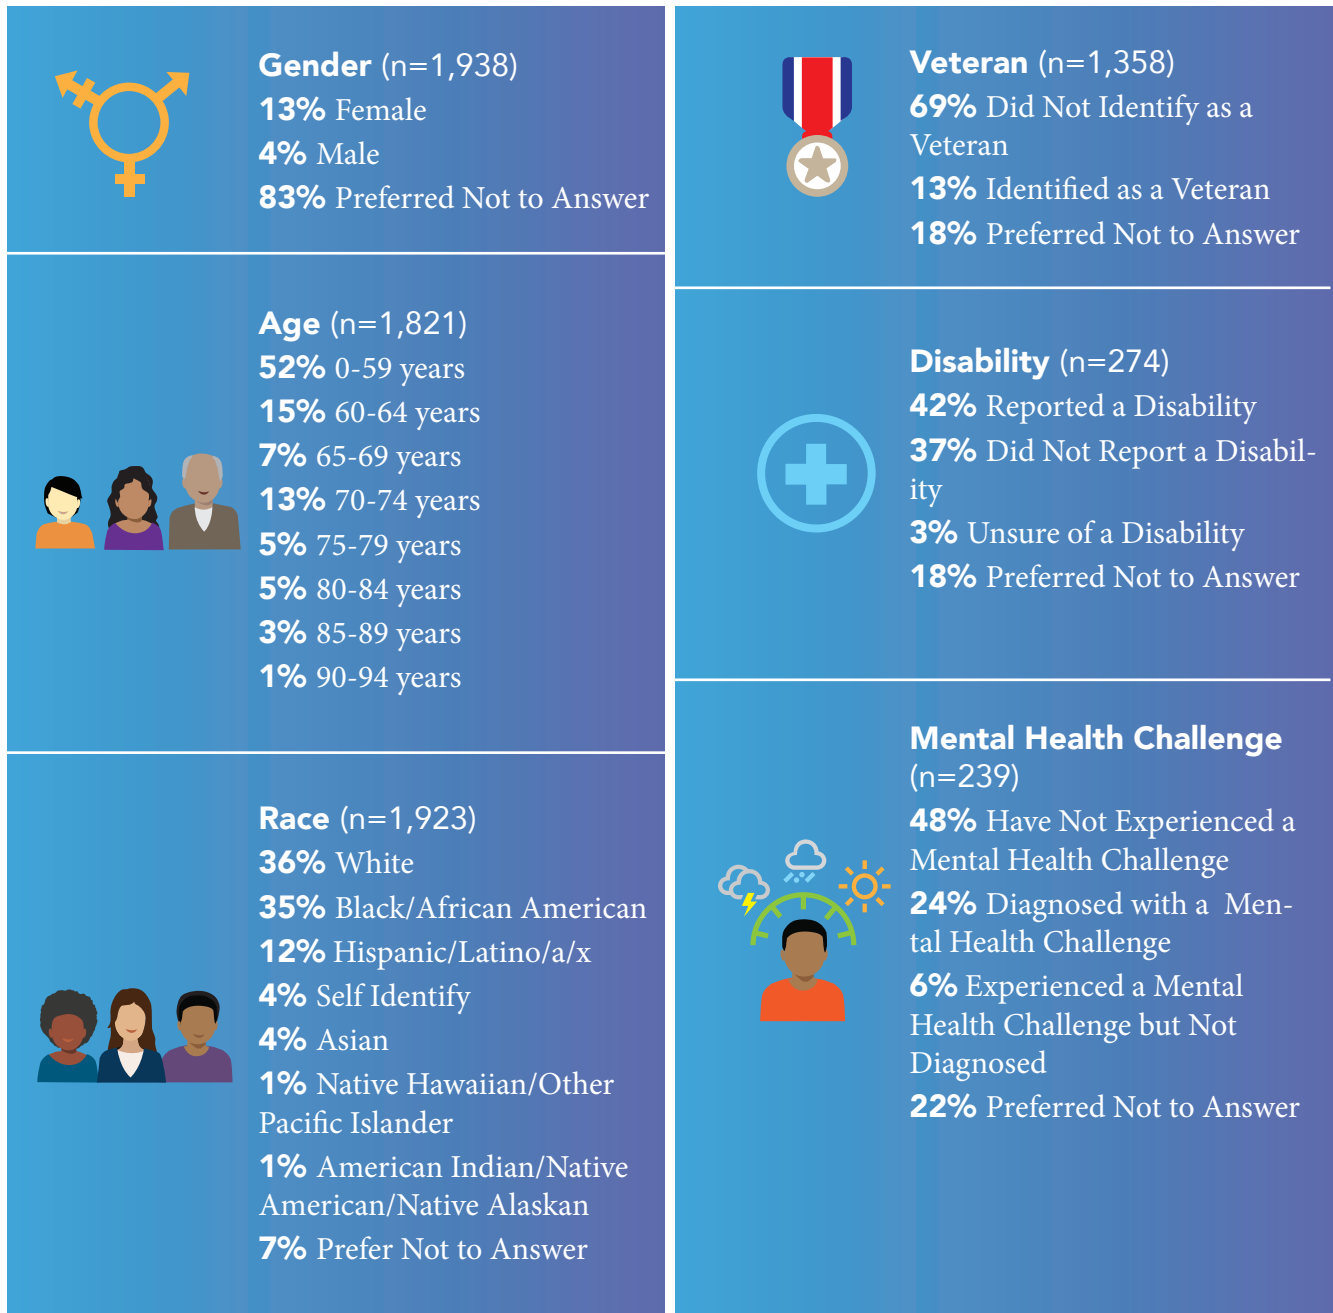 Gender (n=1,938)
13% Female
4% Male
83% Preferred Not to Answer
Age (n=1,821)
52% 0-59 years
15% 60-64 years
7% 65-69 years
13% 70-74 years
5% 75-79 years
5% 80-84 years
3% 85-89 years
1% 90-94 years
Race (n=1,923)
36% White
35% Black/African American
12% Hispanic/Latino/a/x
4% Self Identify
4% Asian
1% Native Hawaiian/Other
Pacific Islander
1% American Indian/Native
American/Native Alaskan
7% Prefer Not to Answer
Veteran (n=1,358)
69% Did Not Identify as a
Veteran
13% Identified as a Veteran
18% Preferred Not to Answer
Disability (n=274)
42% Reported a Disability
37% Did Not Report a Disabil-
ity
3% Unsure of a Disability
18% Preferred Not to Answer
Mental Health Challenge
(n=239)
48% Have Not Experienced a
Mental Health Challenge
24% Diagnosed with a Men-
tal Health Challenge
6% Experienced a Mental
Health Challenge but Not
Diagnosed
22% Preferred Not to Answer